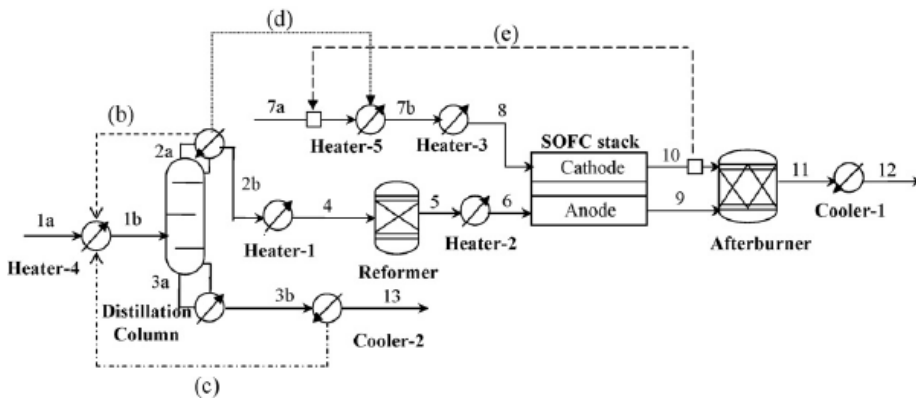 (d)
(e)
(b)
7a
7b
8
Heater-5
Heater-3
SOFC stack
Cathode
10
11
12
2a
2b
1a
1b
4
5
6
Anode
9
Cooler-1
Afterburner
Heater-4
Heater-1
Heater-2
Reformer
3a
3b
13
Distillation
Column
Cooler-2
(c)